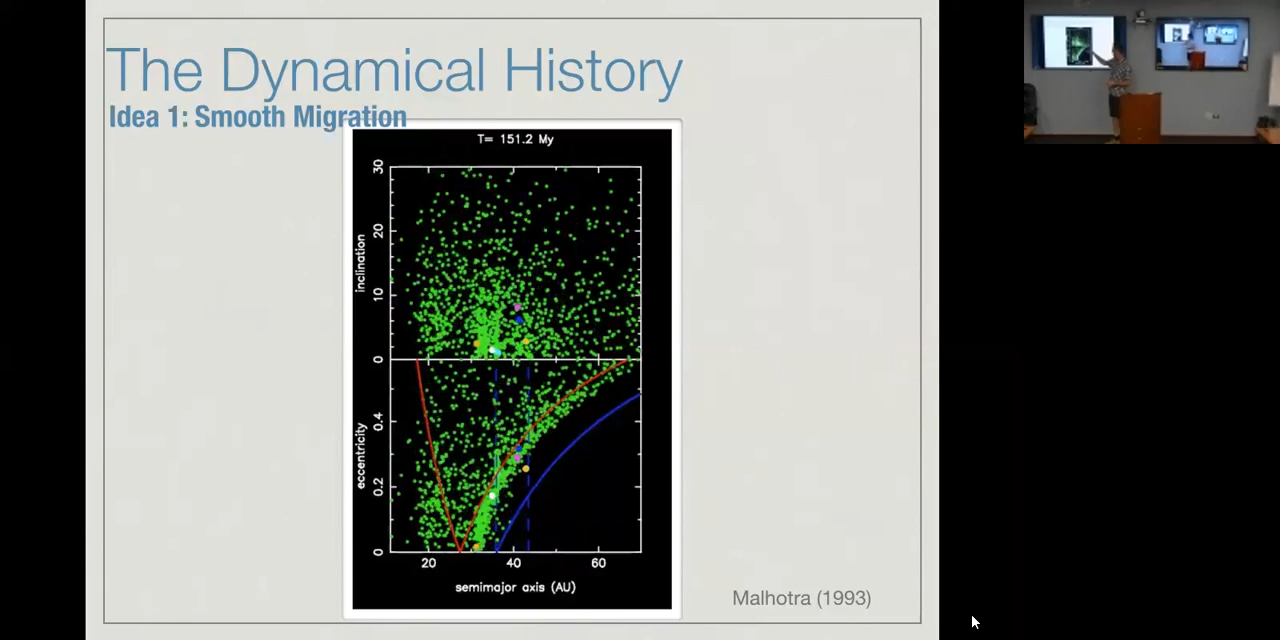 The Dynamical History
Idea 1: Smooth Migration
T= 151.2 My
30
20
10
0
inclination
0.4
0.2
0
eccentricity
20 40 60
semimajor axis (AU)
Malhotra (1993)